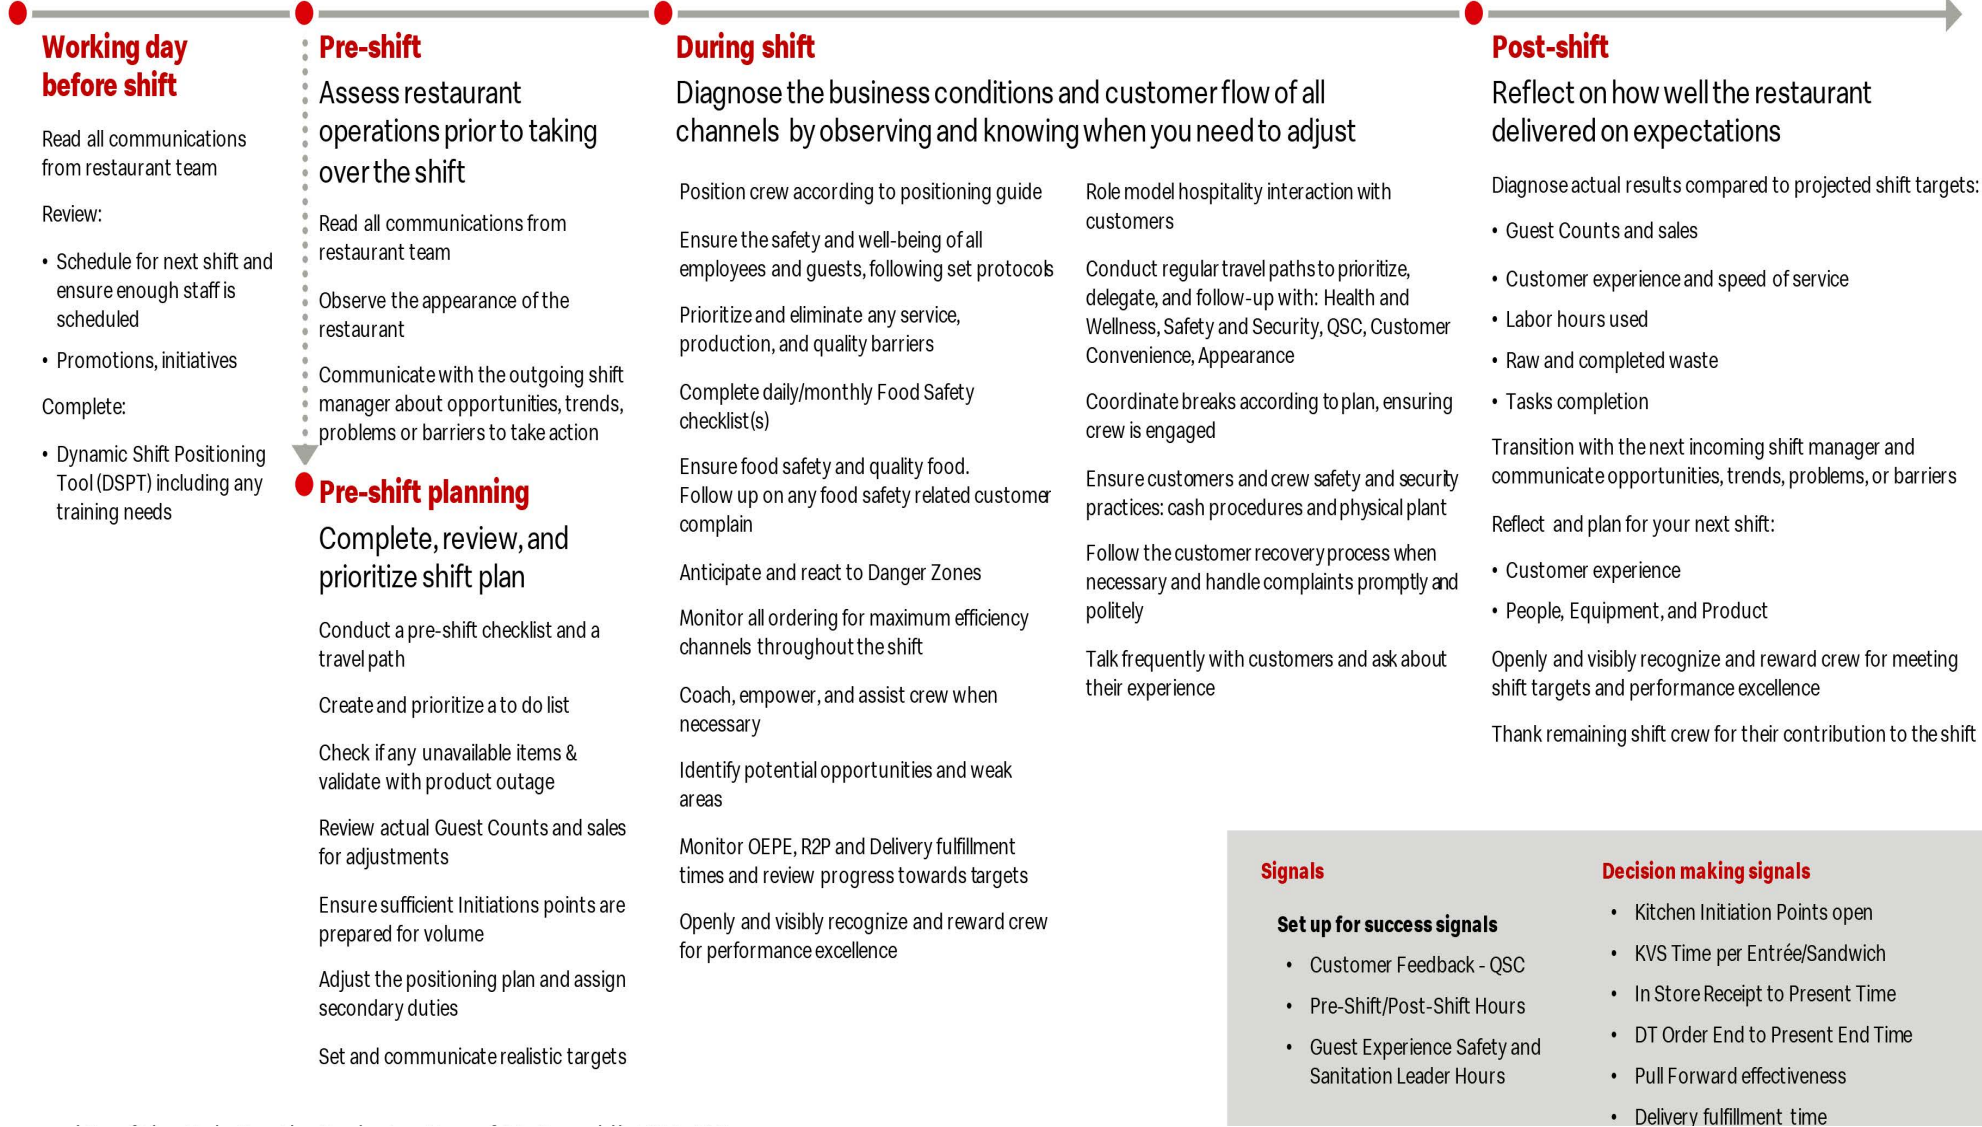 Working day
before shift
Read all communications
from restaurant team
Review:
• Schedule for next shift and
ensure enough staff is
scheduled
• Promotions, initiatives
Complete:
• Dynamic Shift Positioning
Tool (DSPT) including any
training needs
Pre-shift
Assess restaurant
operations prior to taking
over the shift
Read all communications from
restaurant team
Observe the appearance of the
restaurant
Communicate with the outgoing shift
manager about opportunities, trends,
problems or barriers to take action
Pre-shift planning
Complete, review, and
prioritize shift plan
Conduct a pre-shift checklist and a
travel path
Create and prioritize a to do list
Check if any unavailable items &
validate with product outage
Review actual Guest Counts and sales
for adjustments
Ensure sufficient Initiations points are
prepared for volume
Adjust the positioning plan and assign
secondary duties
Set and communicate realistic targets
During shift
Diagnose the business conditions and customer flow of all
channels by observing and knowing when you need to adjust
Position crew according to positioning guide
Ensure the safety and well-being of all
employees and guests, following set protocols
Prioritize and eliminate any service,
production, and quality barriers
Complete daily/monthly Food Safety
checklist(s)
Ensure food safety and quality food.
Follow up on any food safety related customer
complain
Anticipate and react to Danger Zones
Monitor all ordering for maximum efficiency
channels throughout the shift
Coach, empower, and assist crew when
necessary
Identify potential opportunities and weak
areas
Monitor OEPE, R2P and Delivery fulfillment
times and review progress towards targets
Openly and visibly recognize and reward crew
for performance excellence
Role model hospitality interaction with
customers
Conduct regular travel paths to prioritize,
delegate, and follow-up with: Health and
Wellness, Safety and Security, QSC, Customer
Convenience, Appearance
Coordinate breaks according to plan, ensuring
crew is engaged
Ensure customers and crew safety and security
practices: cash procedures and physical plant
Follow the customer recovery process when
necessary and handle complaints promptly and
politely
Talk frequently with customers and ask about
their experience
Post-shift
Reflect on how well the restaurant
delivered on expectations
Diagnose actual results compared to projected shift targets:
• Guest Counts and sales
• Customer experience and speed of service
• Labor hours used
• Raw and completed waste
• Tasks completion
Transition with the next incoming shift manager and
communicate opportunities, trends, problems, or barriers
Reflect and plan for your next shift:
• Customer experience
• People, Equipment, and Product
Openly and visibly recognize and reward crew for meeting
shift targets and performance excellence
Thank remaining shift crew for their contribution to the shift
Signals
Set up for success signals
• Customer Feedback - QSC
• Pre-Shift/Post-Shift Hours
• Guest Experience Safety and
Sanitation Leader Hours
Decision making signals
• Kitchen Initiation Points open
• KVS Time per Entrée/Sandwich
• In Store Receipt to Present Time
• DT Order End to Present End Time
• Pull Forward effectiveness
• Delivery fulfillment time